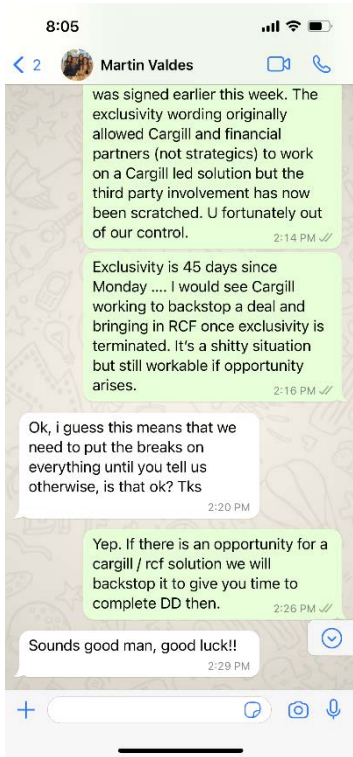 8:05
2
Martin Valdes
was signed earlier this week. The
exclusivity wording originally
allowed Cargill and financial
partners (not strategics) to work
on a Cargill led solution but the
third party involvement has now
been scratched. U fortunately out
of our control.
2:14 PM
Exclusivity is 45 days since
Monday .... I would see Cargill
working to backstop a deal and
bringing in RCF once exclusivity is
terminated. It's a shitty situation
but still workable if opportunity
arises.
2:16 PM
Ok, i guess this means that we
need to put the breaks on
everything until you tell us
otherwise, is that ok? Tks
2:20 PM
Yep. If there is an opportunity for a
cargill / rcf solution we will
backstop it to give you time to
complete DD then.
2:26 PM
Sounds good man, good luck!!
2:29 PM